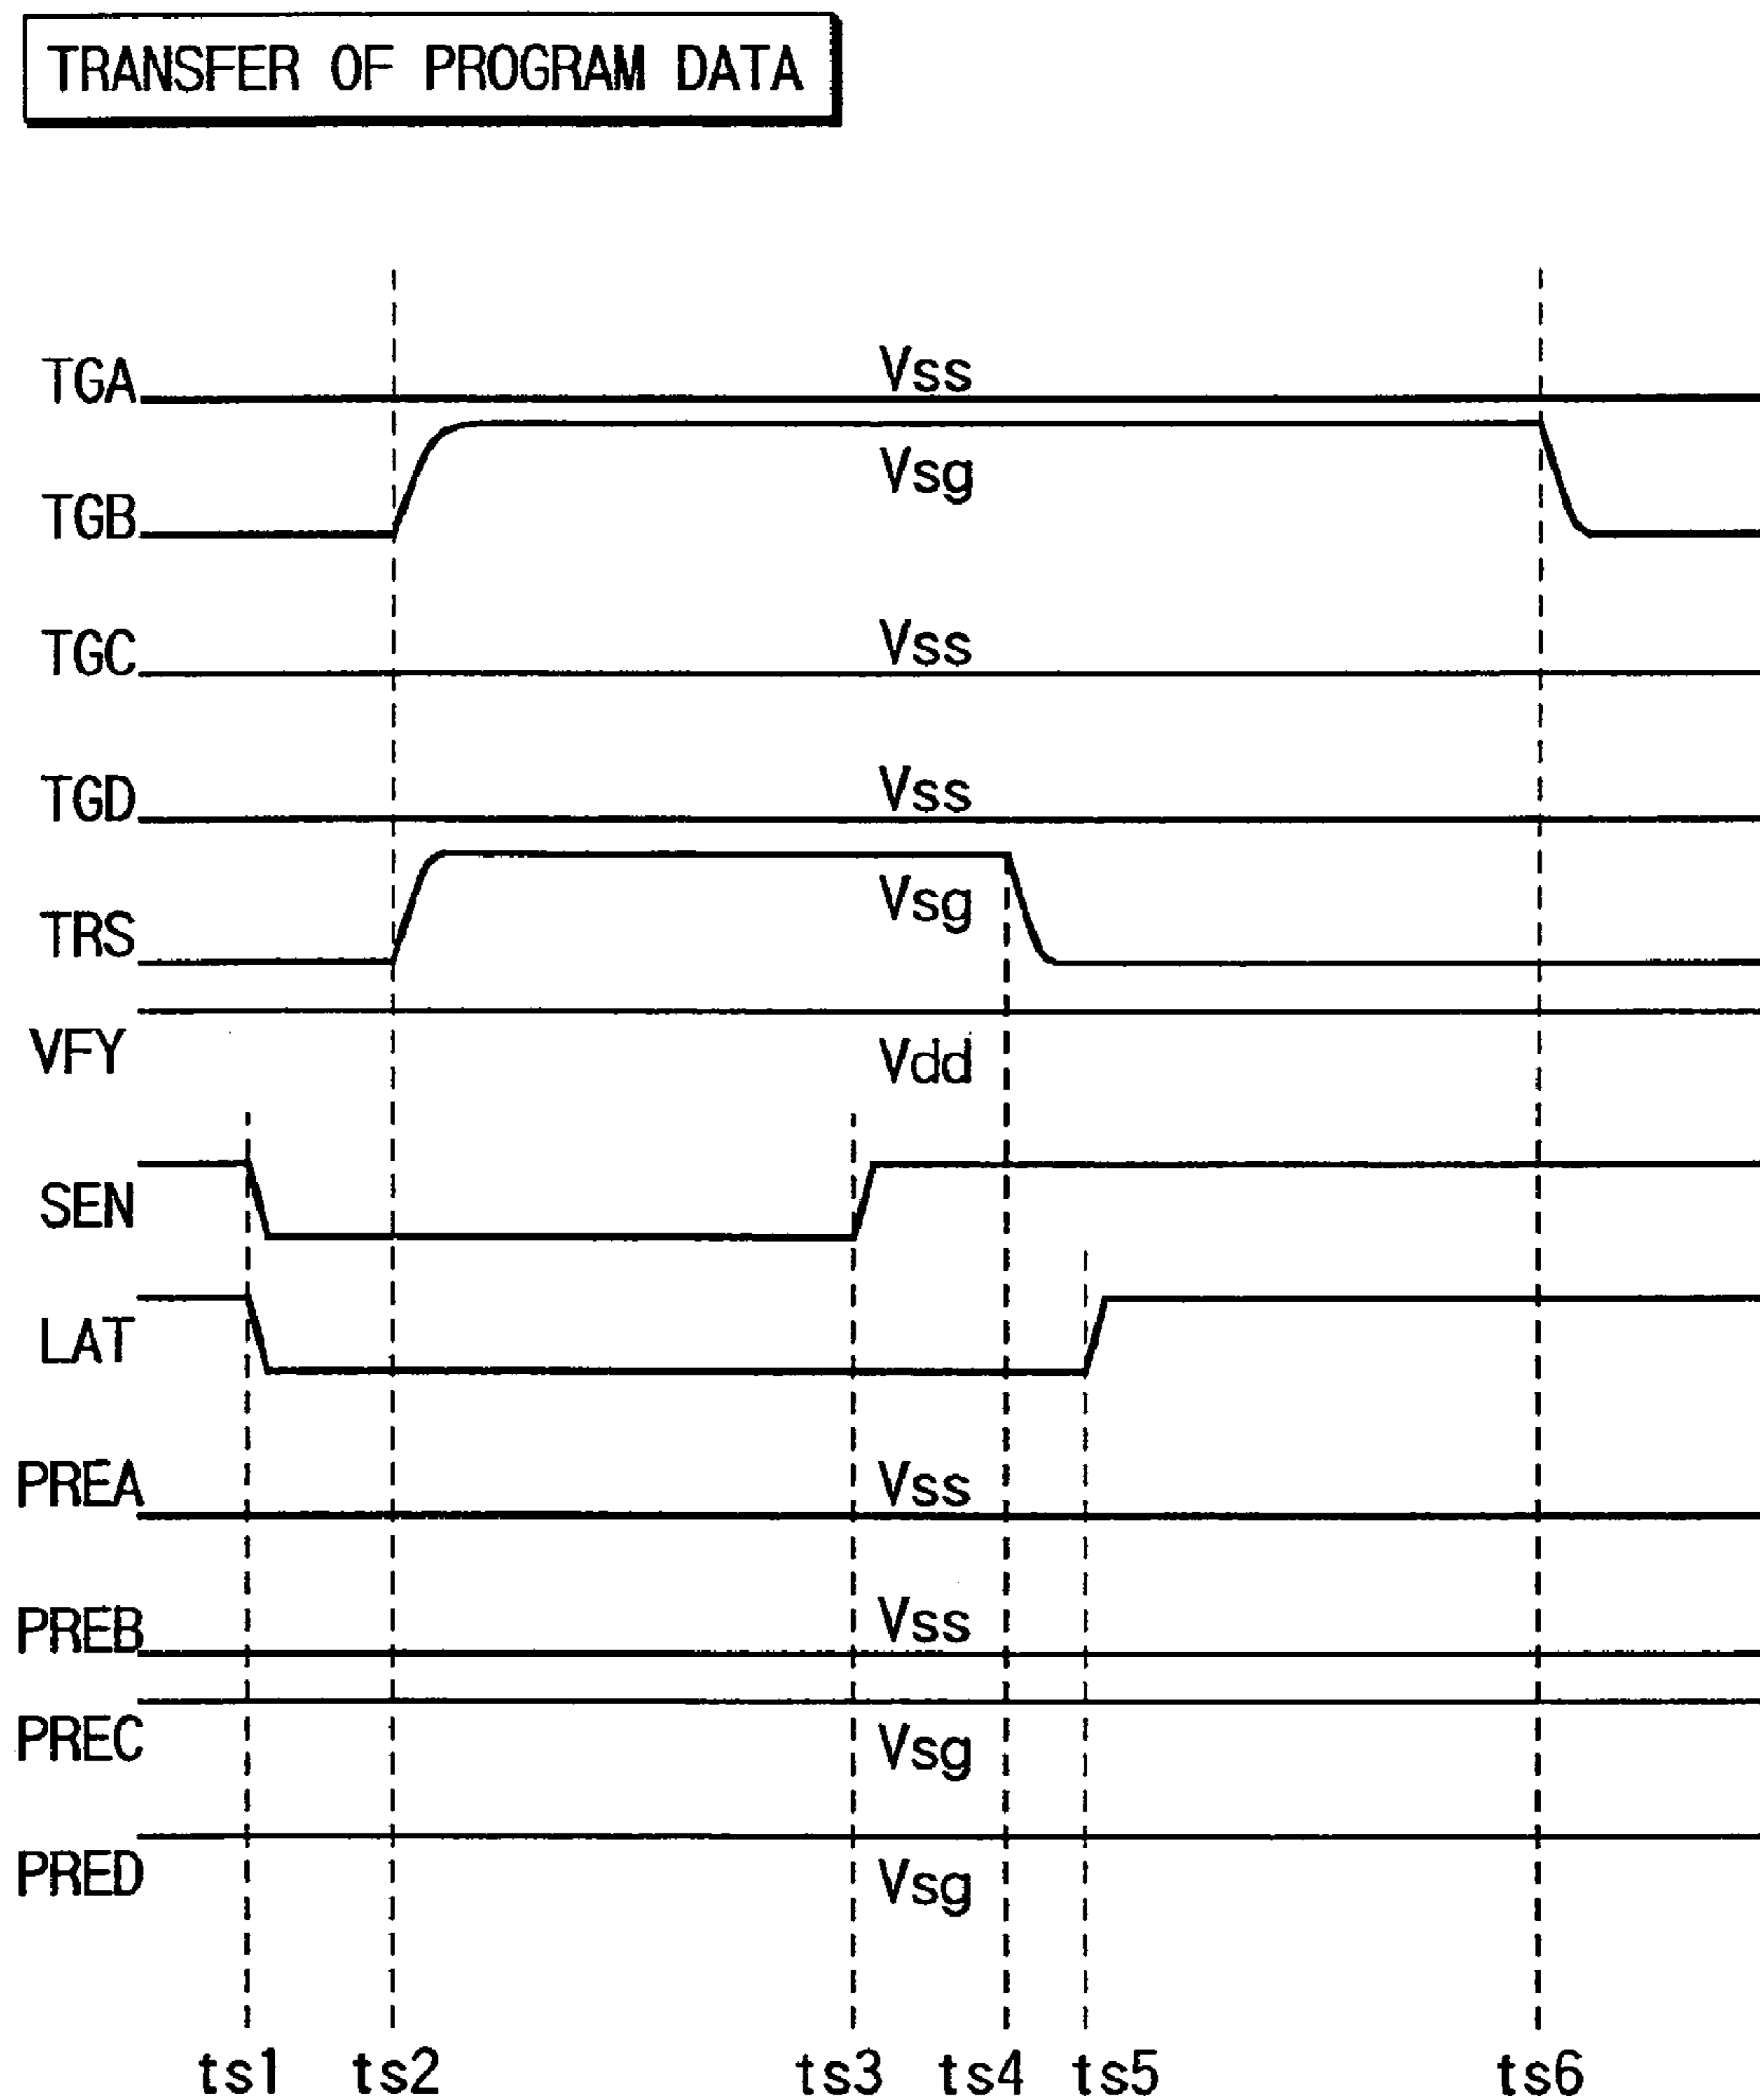 TRANSFER OF PROGRAM DATA
TGA Vss
TGB Vsg
TGC Vss
TGD Vss
TRS Vsg
VFY Vdd
SEN
LAT
PREA Vss
PREB Vss
PREC Vsg
PRED Vsg
ts1 ts2 ts3 ts4 ts5 ts6